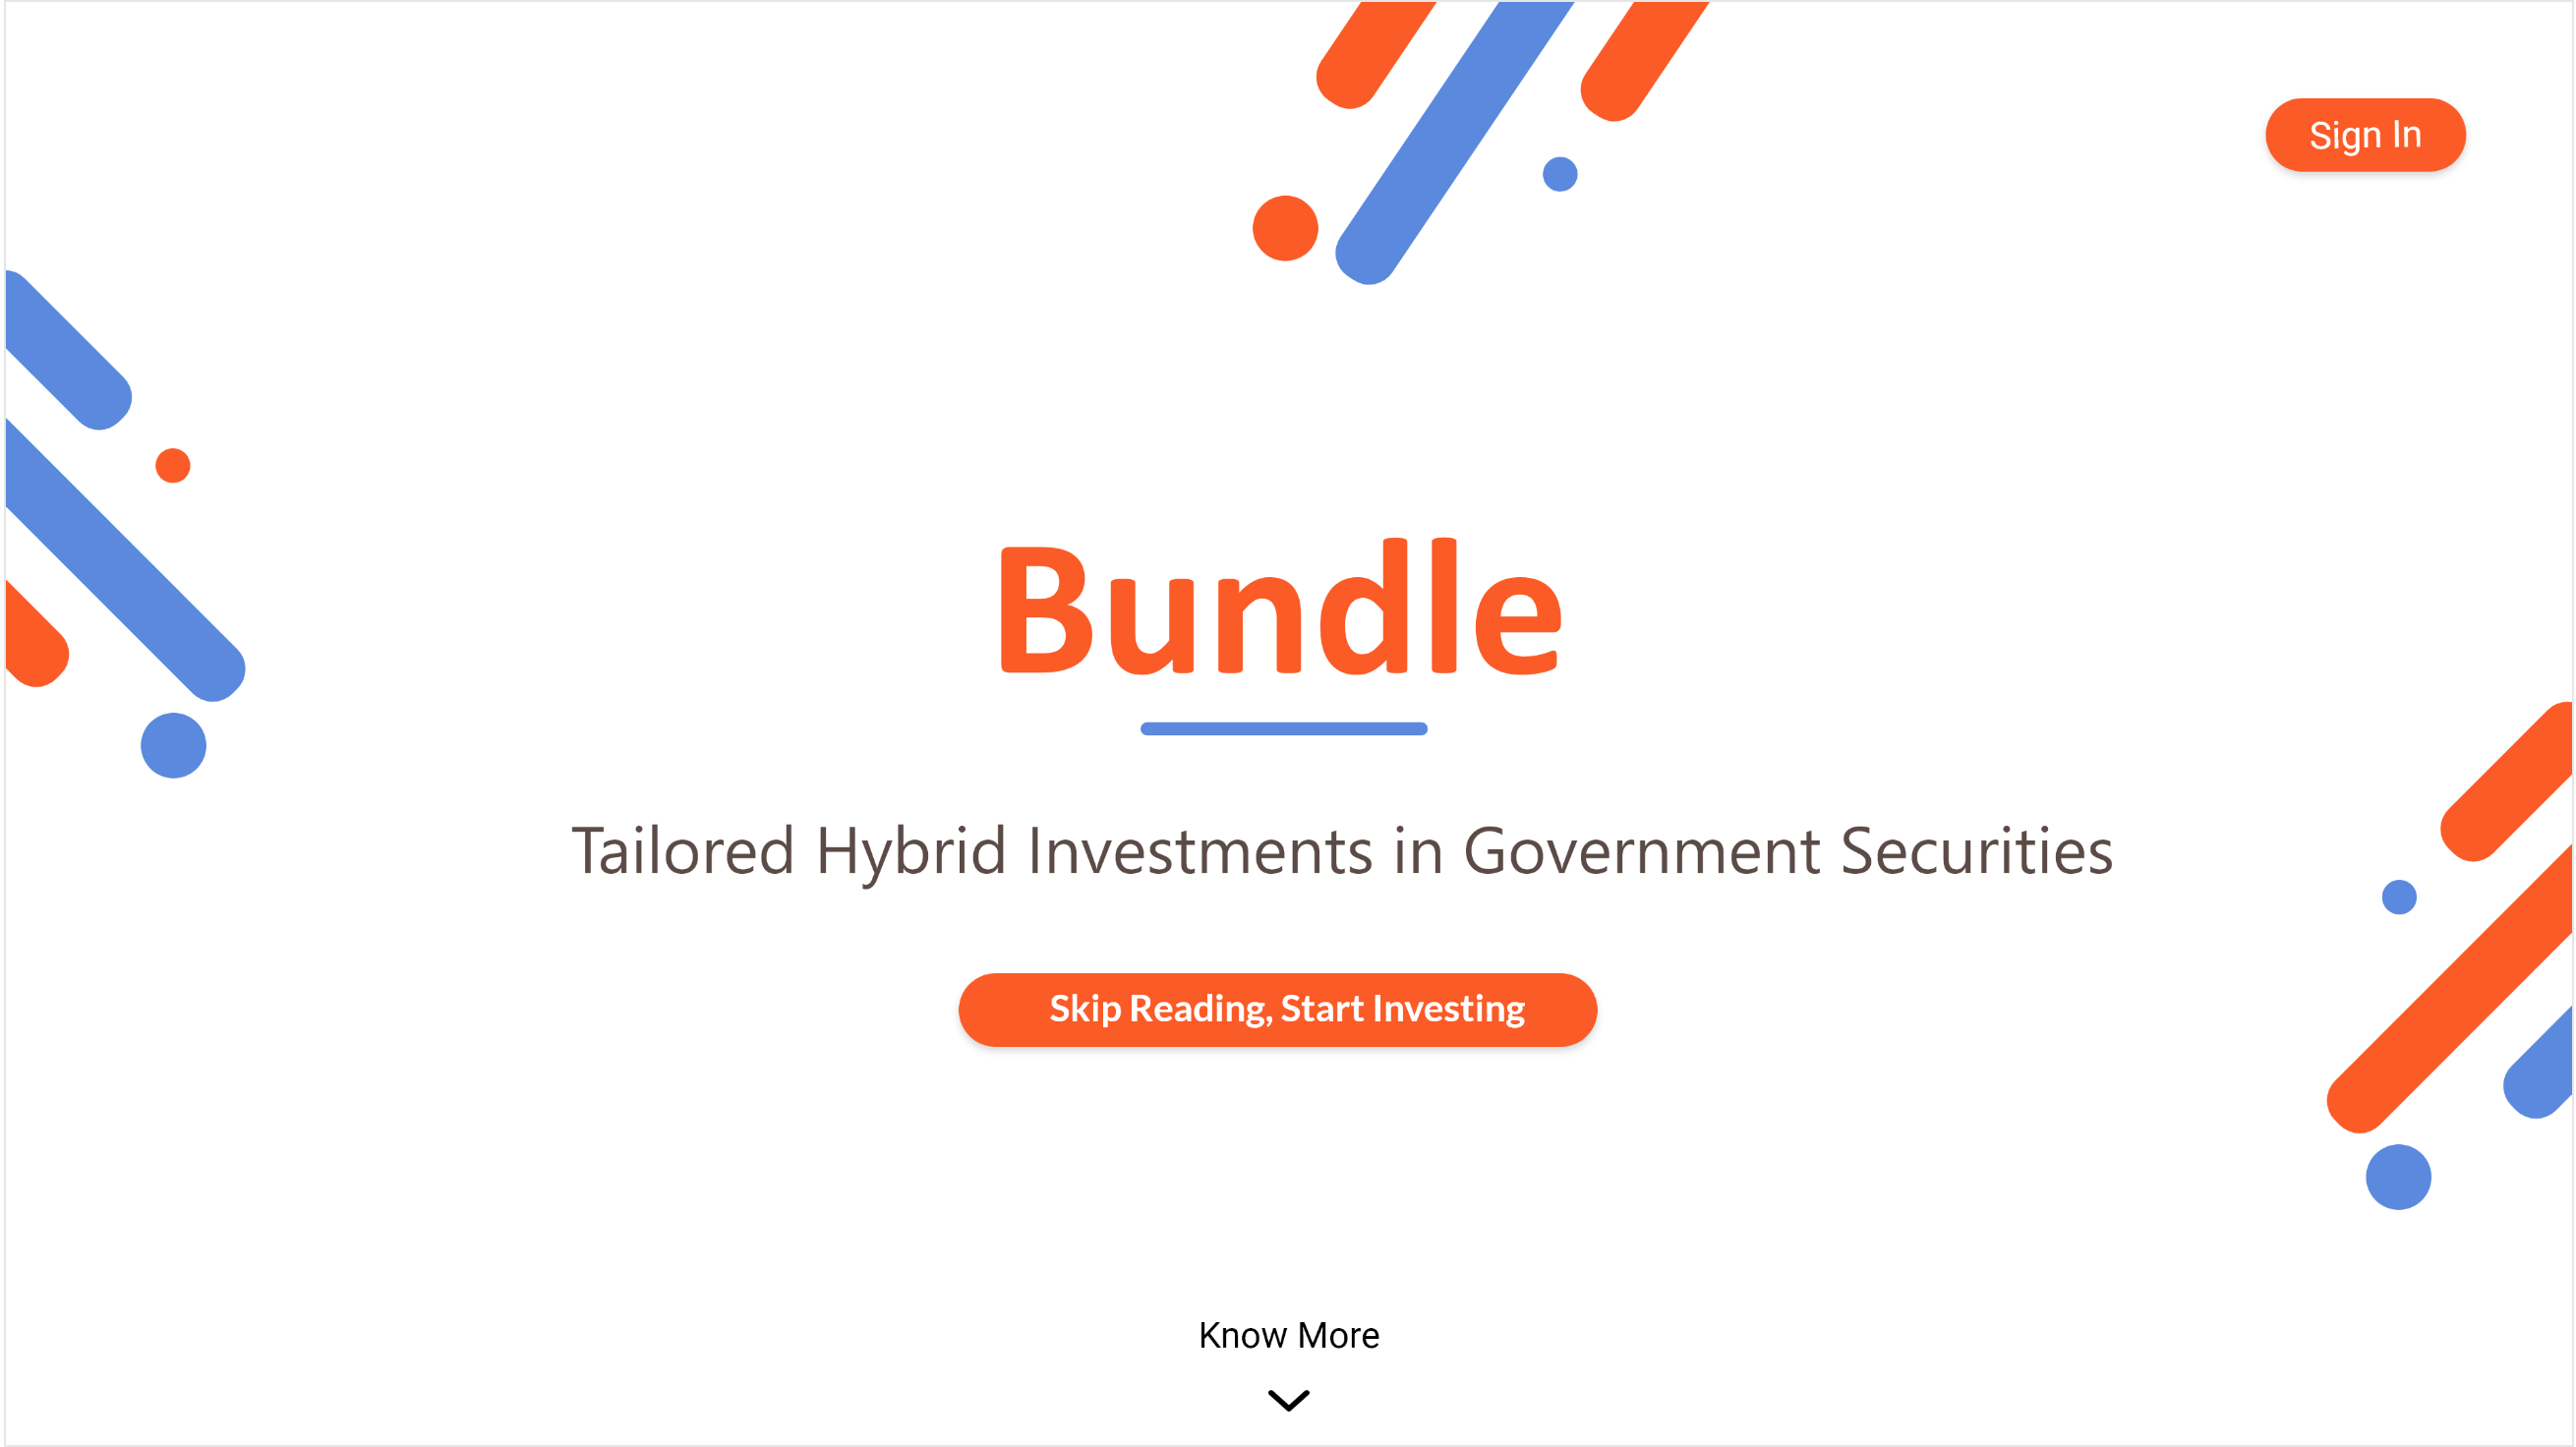 Sign In
Bundle
Tailored Hybrid Investments in Government Securities
Skip Reading, Start Investing
Know More